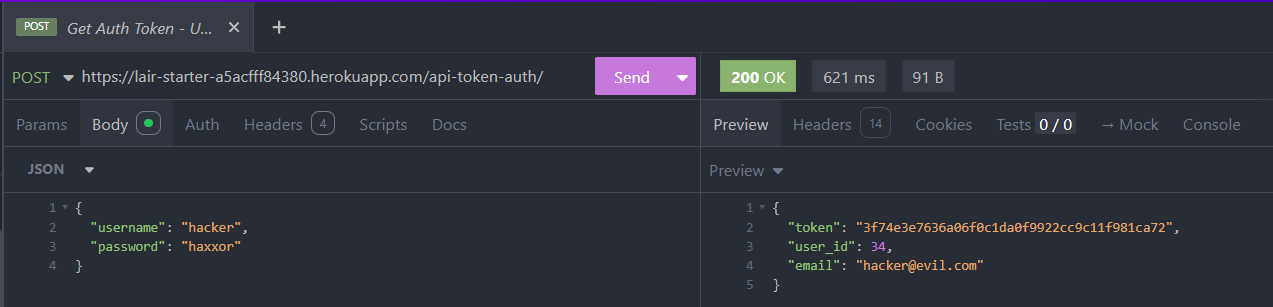 POST Get Auth Token - U... ✕ +
POST https://lair-starter-a5acfff84380.herokuapp.com/api-token-auth/ Send 200 OK 621 ms 91 B
Params Body Auth Headers 4 Scripts Docs Preview Headers 14 Cookies Tests 0 / 0 → Mock Console
JSON Preview
1 {
2 "username": "hacker",
3 "password": "haxxor"
4 }
1 {
2 "token": "3f74e3e7636a06f0c1da0f9922cc9c11f981ca72",
3 "user_id": 34,
4 "email": "hacker@evil.com"
5 }